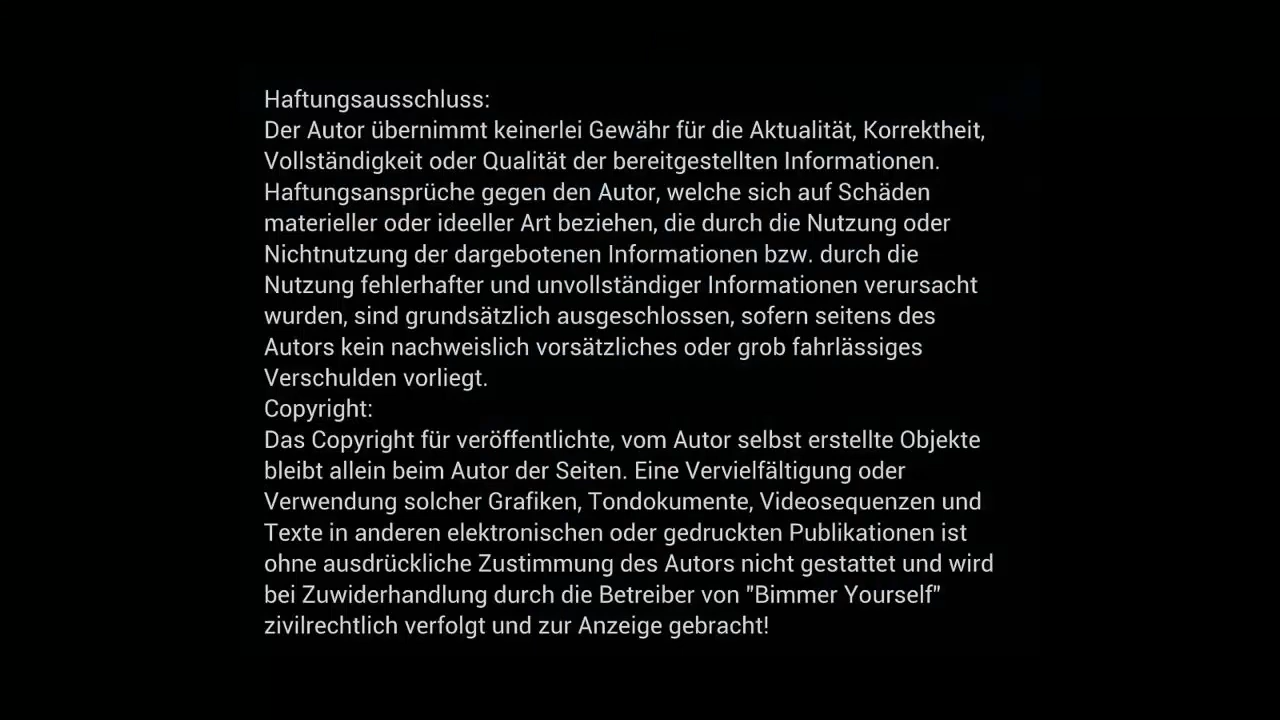 Haftungsausschluss:
Der Autor übernimmt keinerlei Gewähr für die Aktualität, Korrektheit,
Vollständigkeit oder Qualität der bereitgestellten Informationen.
Haftungsansprüche gegen den Autor, welche sich auf Schäden
materieller oder ideeller Art beziehen, die durch die Nutzung oder
Nichtnutzung der dargebotenen Informationen bzw. durch die
Nutzung fehlerhafter und unvollständiger Informationen verursacht
wurden, sind grundsätzlich ausgeschlossen, sofern seitens des
Autors kein nachweislich vorsätzliches oder grob fahrlässiges
Verschulden vorliegt.
Copyright:
Das Copyright für veröffentlichte, vom Autor selbst erstellte Objekte
bleibt allein beim Autor der Seiten. Eine Vervielfältigung oder
Verwendung solcher Grafiken, Tondokumente, Videosequenzen und
Texte in anderen elektronischen oder gedruckten Publikationen ist
ohne ausdrückliche Zustimmung des Autors nicht gestattet und wird
bei Zuwiderhandlung durch die Betreiber von "Bimmer Yourself"
zivilrechtlich verfolgt und zur Anzeige gebracht!